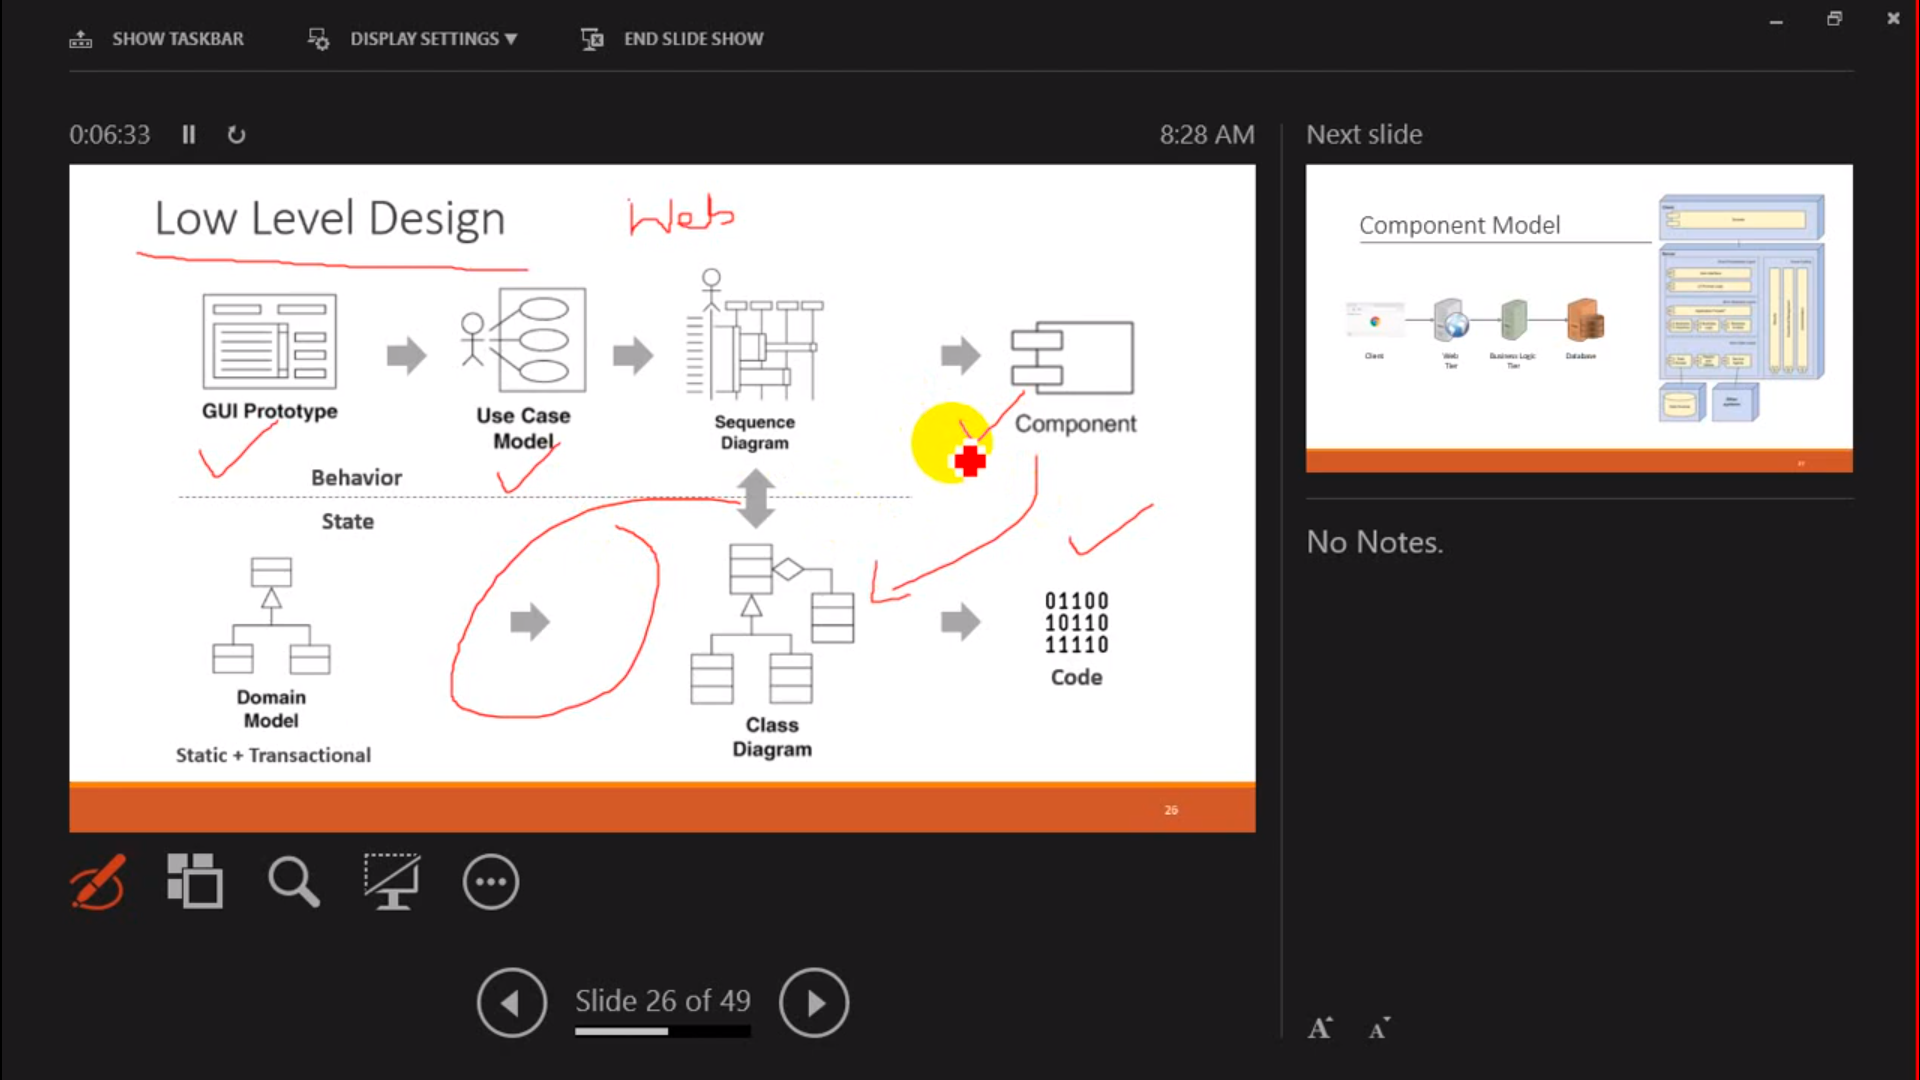 SHOW TASKBAR
DISPLAY SETTINGS
END SLIDE SHOW
0:06:33
8:28 AM
Next slide
Low Level Design
Web
GUI Prototype
Use Case
Model
Sequence
Diagram
Component
Behavior
State
01100
10110
11110
Code
Domain
Model
Static + Transactional
Class
Diagram
26
Component Model
Client
Web
Tier
Business Logic
Tier
Database
No Notes.
Slide 26 of 49
A
A